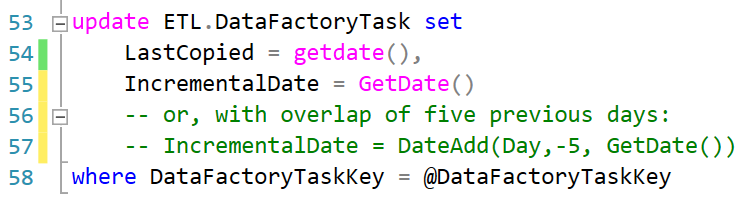 53 update ETL.DataFactoryTask set
54 LastCopied = getdate(),
55 IncrementalDate = GetDate()
56 -- or, with overlap of five previous days:
57 -- IncrementalDate = DateAdd(Day,-5, GetDate())
58 where DataFactoryTaskKey = @DataFactoryTaskKey